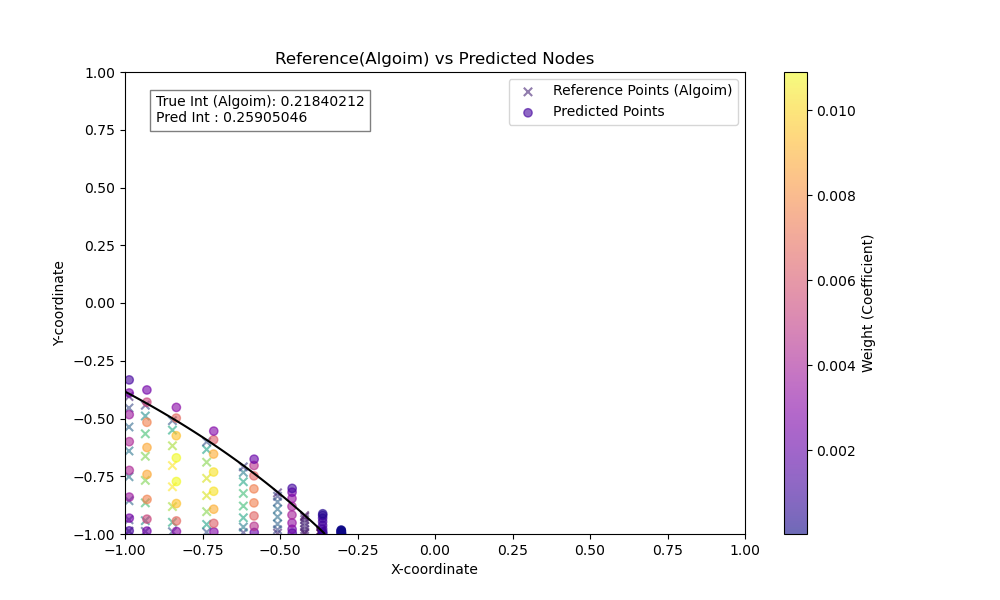 Reference(Algoim) vs Predicted Nodes
True Int (Algoim): 0.21840212
Pred Int : 0.25905046
Reference Points (Algoim)
Predicted Points
Y-coordinate
1.00
0.75
0.50
0.25
0.00
−0.25
−0.50
−0.75
−1.00
−1.00 −0.75 −0.50 −0.25 0.00 0.25 0.50 0.75 1.00
X-coordinate
0.010
0.008
0.006
0.004
0.002
Weight (Coefficient)